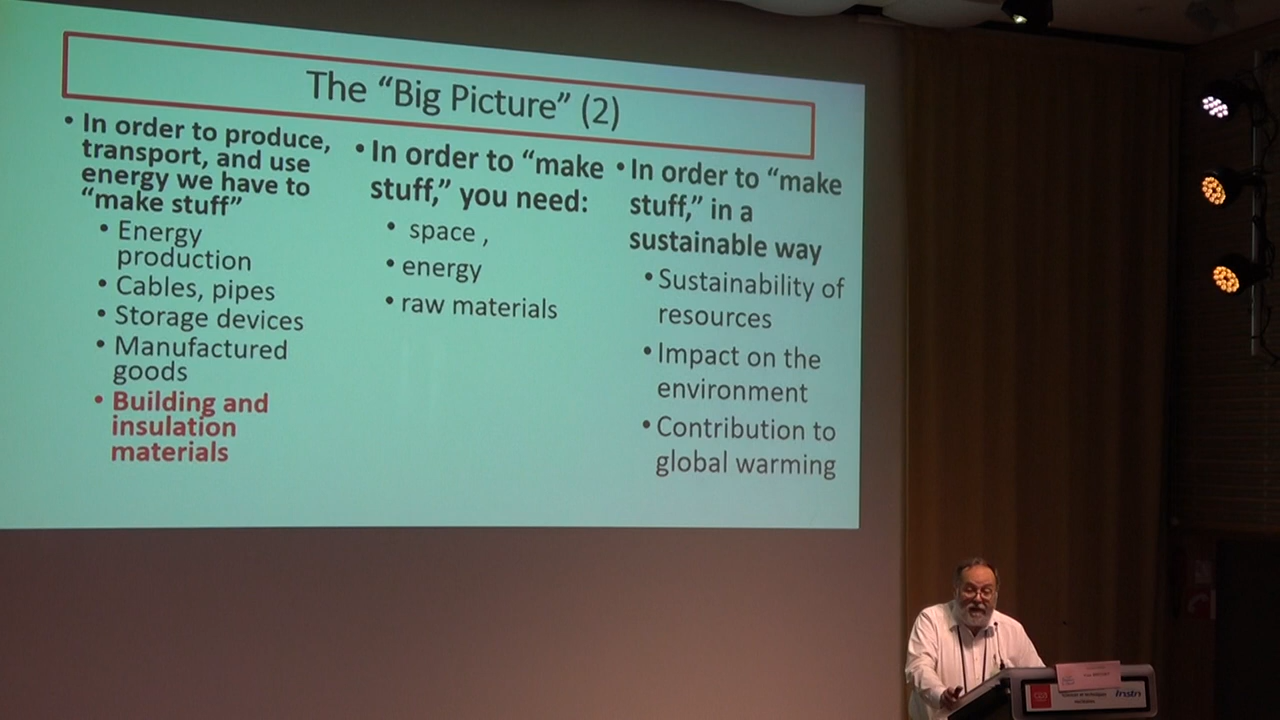 The “Big Picture” (2)
• In order to produce,
transport, and use
energy we have to
“make stuff”
• Energy
production
• Cables, pipes
• Storage devices
• Manufactured
goods
• Building and
insulation
materials
• In order to “make
stuff,” you need:
• space ,
• energy
• raw materials
• In order to “make
stuff,” in a
sustainable way
• Sustainability of
resources
• Impact on the
environment
• Contribution to
global warming
cea
Instn